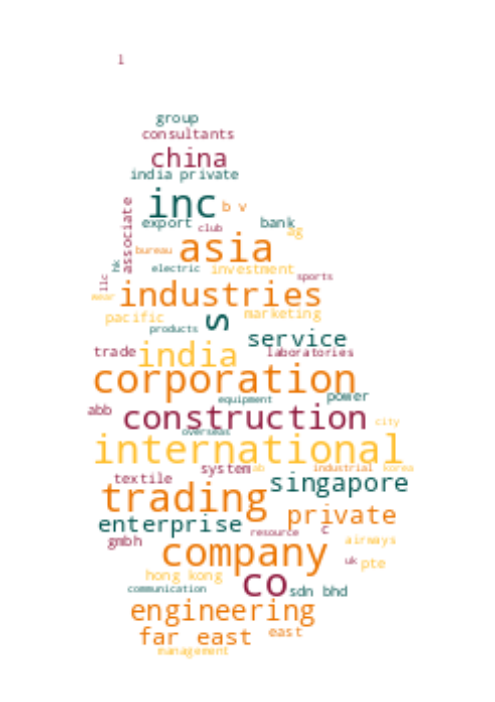 l
group
consultants
china
india private
inc b v
associate
export club bank ag
bureau asia
hk electric investment
llc sports
wear industries
pacific s marketing
products service
trade india laboratories
corporation
equipment power
abb construction city
overseas
international
system ab industrial korea
textile singapore
trading
enterprise private
resource c
gmbh airways
company uk pte
hong kong
communication co sdn bhd
engineering
far east east
management